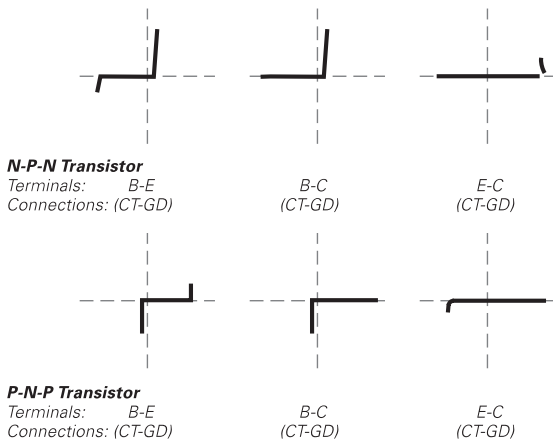 N-P-N Transistor
Terminals: B-E B-C E-C
Connections: (CT-GD) (CT-GD) (CT-GD)
P-N-P Transistor
Terminals: B-E B-C E-C
Connections: (CT-GD) (CT-GD) (CT-GD)